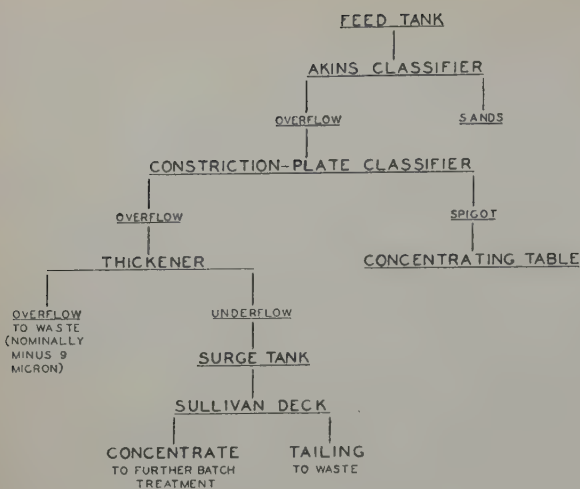 FEED TANK
AKINS CLASSIFIER
OVERFLOW
SANDS
CONSTRICTION-PLATE CLASSIFIER
OVERFLOW
SPIGOT
THICKENER
CONCENTRATING TABLE
OVERFLOW
TO WASTE
(NOMINALLY
MINUS 9
MICRON)
UNDERFLOW
SURGE TANK
SULLIVAN DECK
CONCENTRATE
TO FURTHER BATCH
TREATMENT
TAILING
TO WASTE